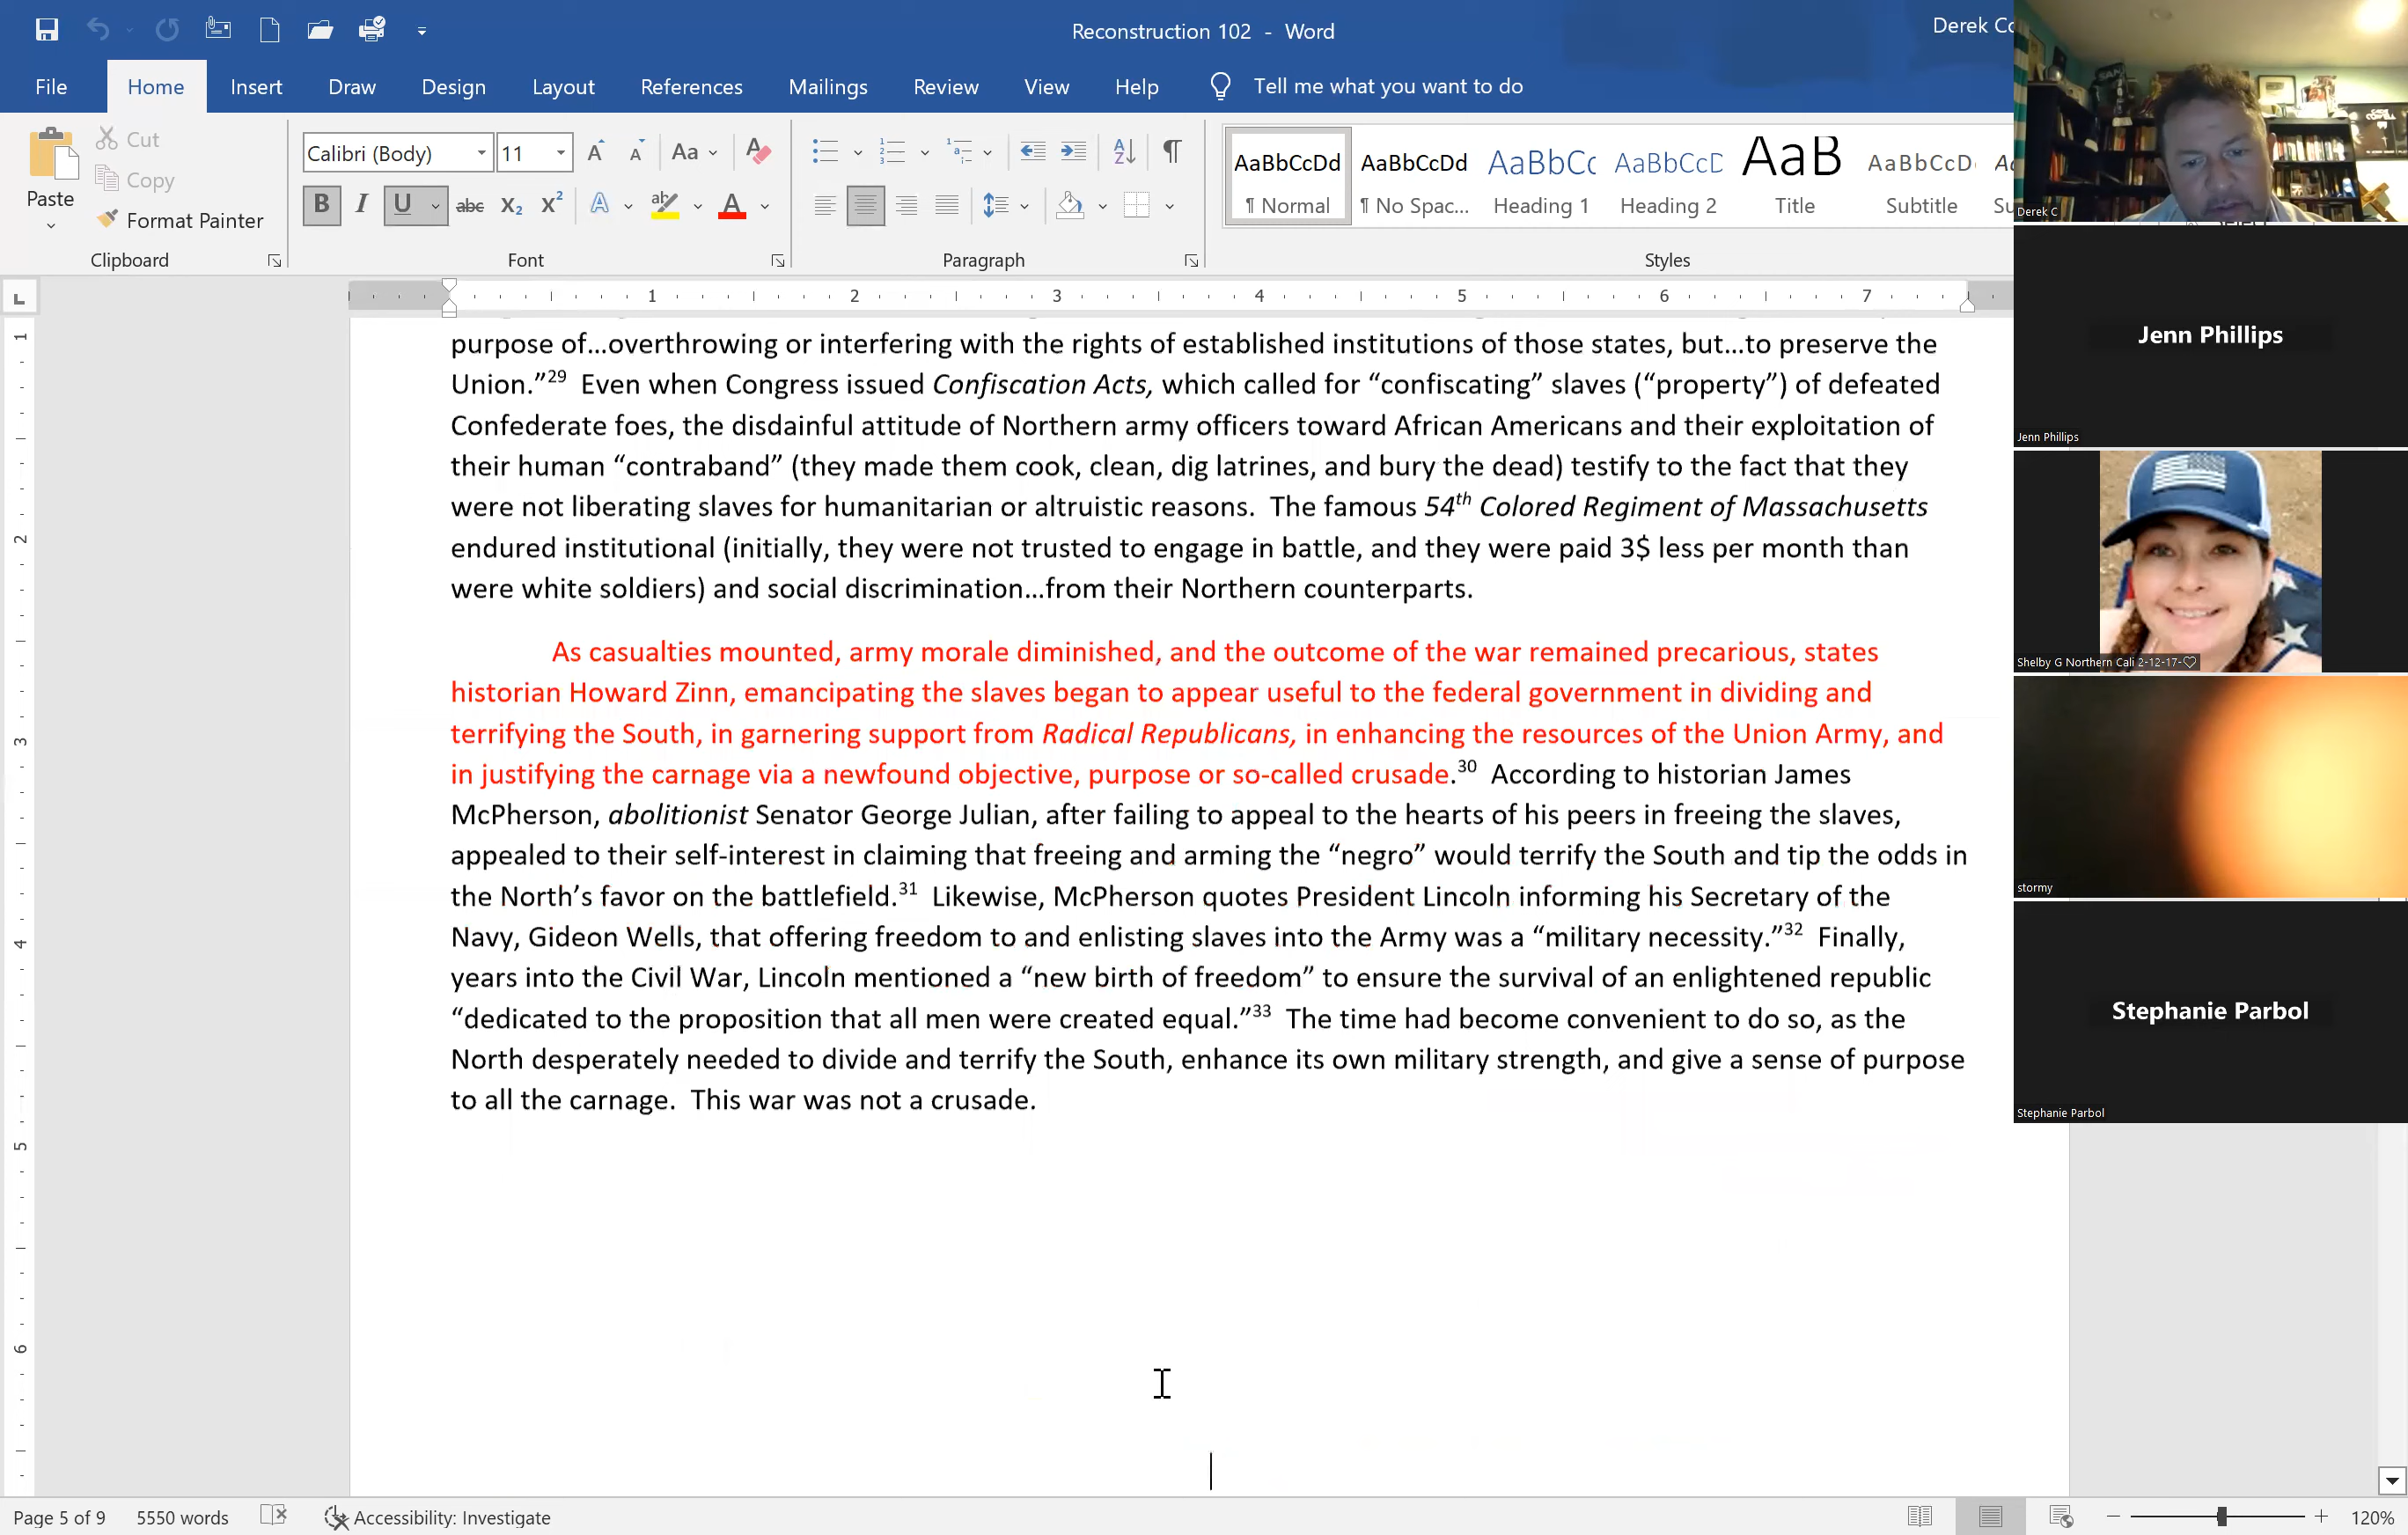 Reconstruction 102 - Word
Derek Co
File Home Insert Draw Design Layout References Mailings Review View Help Tell me what you want to do
Paste
Cut
Copy
Format Painter
Clipboard
Calibri (Body) 11
Font
Paragraph
AaBbCcDd AaBbCcDd AaBbCc AaBbCcD AaB AaBbCcD
¶ Normal ¶ No Spac... Heading 1 Heading 2 Title Subtitle Su
Styles
1 2 3 4 5 6 7
purpose of…overthrowing or interfering with the rights of established institutions of those states, but…to preserve the
Union.”29 Even when Congress issued Confiscation Acts, which called for “confiscating” slaves (“property”) of defeated
Confederate foes, the disdainful attitude of Northern army officers toward African Americans and their exploitation of
their human “contraband” (they made them cook, clean, dig latrines, and bury the dead) testify to the fact that they
were not liberating slaves for humanitarian or altruistic reasons. The famous 54th Colored Regiment of Massachusetts
endured institutional (initially, they were not trusted to engage in battle, and they were paid 3$ less per month than
were white soldiers) and social discrimination…from their Northern counterparts.
As casualties mounted, army morale diminished, and the outcome of the war remained precarious, states
historian Howard Zinn, emancipating the slaves began to appear useful to the federal government in dividing and
terrifying the South, in garnering support from Radical Republicans, in enhancing the resources of the Union Army, and
in justifying the carnage via a newfound objective, purpose or so-called crusade.30 According to historian James
McPherson, abolitionist Senator George Julian, after failing to appeal to the hearts of his peers in freeing the slaves,
appealed to their self-interest in claiming that freeing and arming the “negro” would terrify the South and tip the odds in
the North’s favor on the battlefield.31 Likewise, McPherson quotes President Lincoln informing his Secretary of the
Navy, Gideon Wells, that offering freedom to and enlisting slaves into the Army was a “military necessity.”32 Finally,
years into the Civil War, Lincoln mentioned a “new birth of freedom” to ensure the survival of an enlightened republic
“dedicated to the proposition that all men were created equal.”33 The time had become convenient to do so, as the
North desperately needed to divide and terrify the South, enhance its own military strength, and give a sense of purpose
to all the carnage. This war was not a crusade.
Derek C
Jenn Phillips
Jenn Phillips
Shelby G Northern Cali 2-12-17-♡
stormy
Stephanie Parbol
Stephanie Parbol
Page 5 of 9 5550 words Accessibility: Investigate 120%